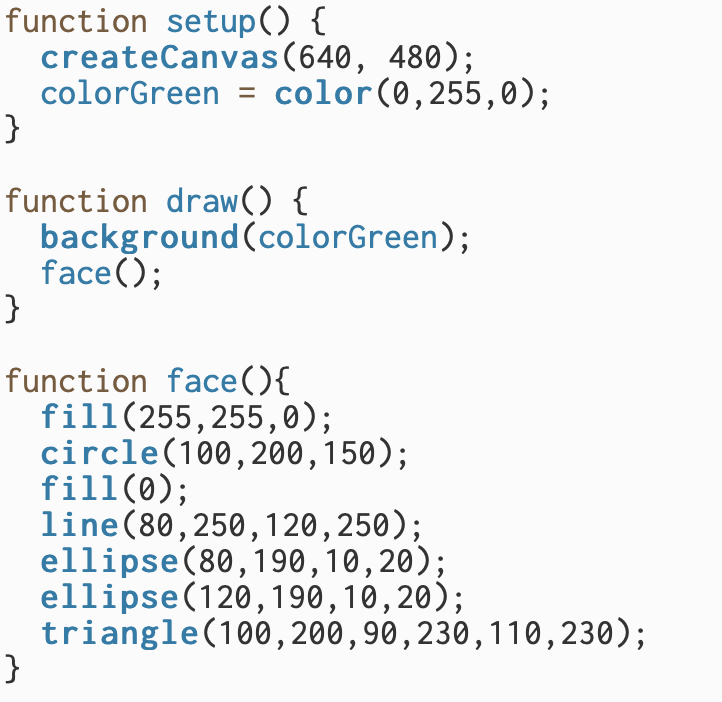 function setup() {
  createCanvas(640, 480);
  colorGreen = color(0,255,0);
}

function draw() {
  background(colorGreen);
  face();
}

function face(){
  fill(255,255,0);
  circle(100,200,150);
  fill(0);
  line(80,250,120,250);
  ellipse(80,190,10,20);
  ellipse(120,190,10,20);
  triangle(100,200,90,230,110,230);
}